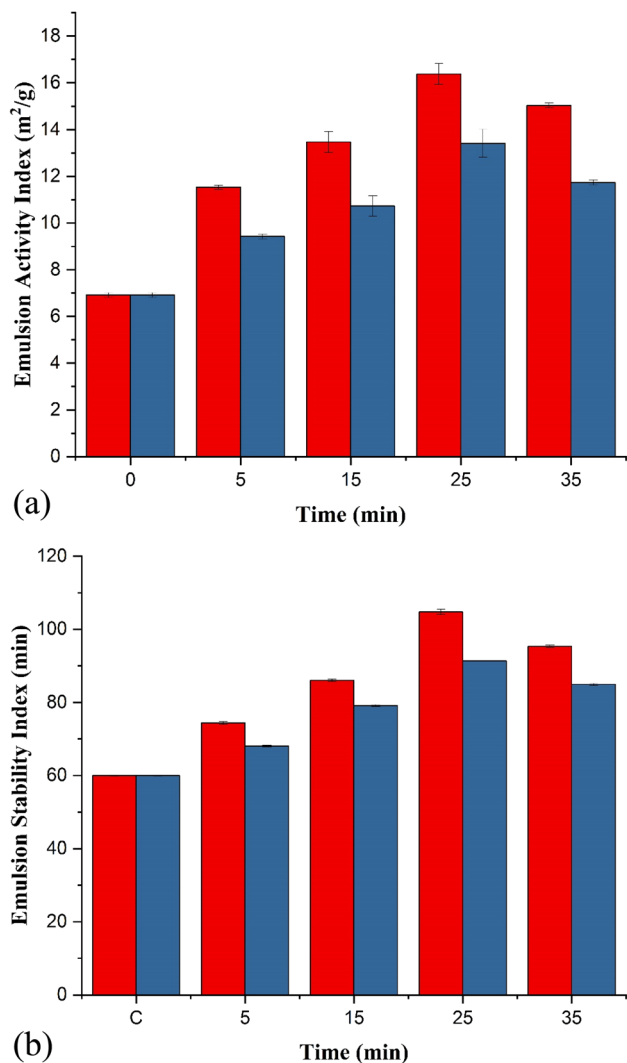 18
16
14
12
10
8
6
4
2
0
Emulsion Activity Index (m²/g)
0 5 15 25 35
Time (min)
(a)
120
100
80
60
40
20
0
Emulsion Stability Index (min)
C 5 15 25 35
Time (min)
(b)